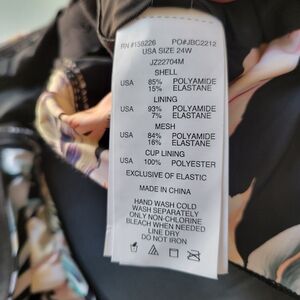 RN #138226 PO#JBC2212
USA SIZE 24W
JZ22704M
SHELL
USA 85% POLYAMIDE
15% ELASTANE
LINING
USA 93% POLYAMIDE
7% ELASTANE
MESH
USA 84% POLYAMIDE
16% ELASTANE
CUP LINING
USA 100% POLYESTER
EXCLUSIVE OF ELASTIC
MADE IN CHINA
HAND WASH COLD
WASH SEPARATELY
ONLY NON-CLORINE
BLEACH WHEN NEEDED
LINE DRY
DO NOT IRON